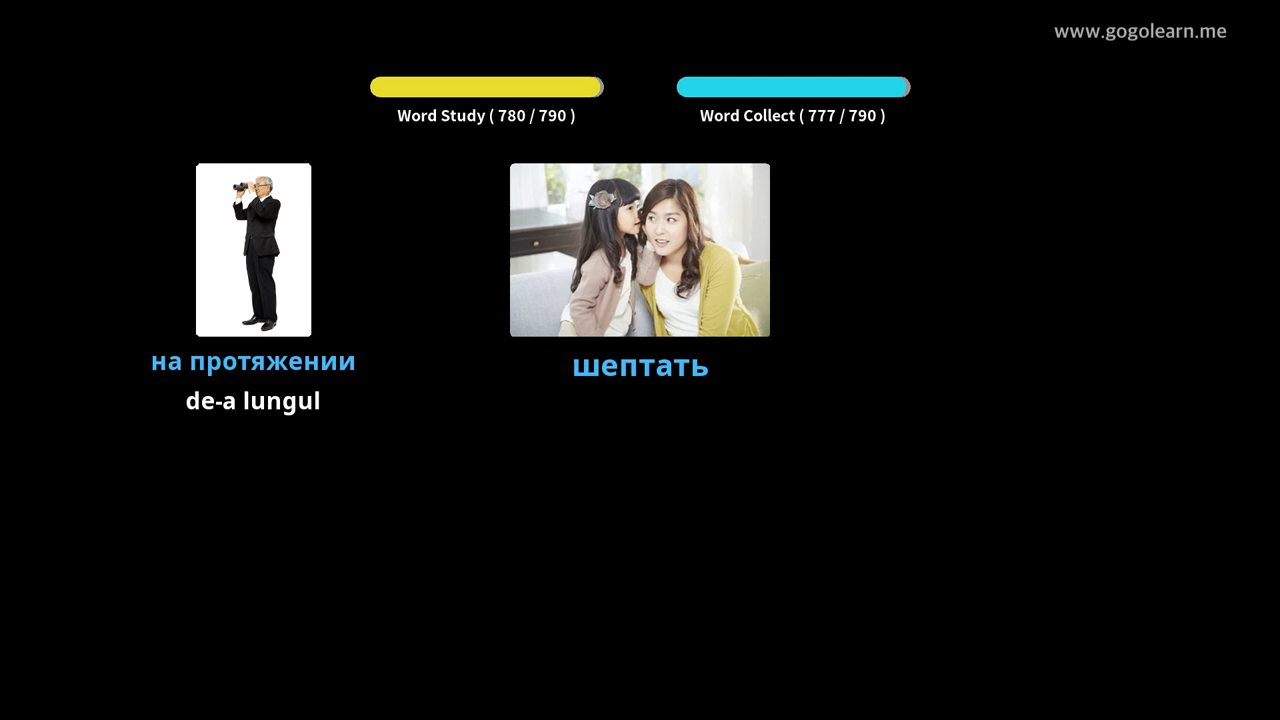 www.gogolearn.me
Word Study ( 780 / 790 )
Word Collect ( 777 / 790 )
на протяжении
de-a lungul
шептать